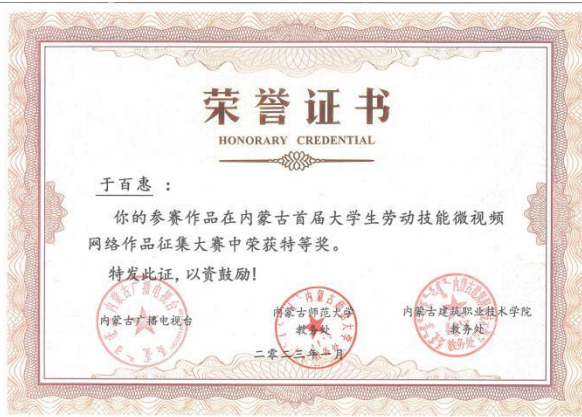 荣誉证书
HONORARY CREDENTIAL
于百惠 ：
你的参赛作品在内蒙古首届大学生劳动技能微视频
网络作品征集大赛中荣获特等奖。
特发此证，以资鼓励！
内蒙古广播电视台
内蒙古师范大学
教务处
内蒙古建筑职业技术学院
教务处
二零二三年一月